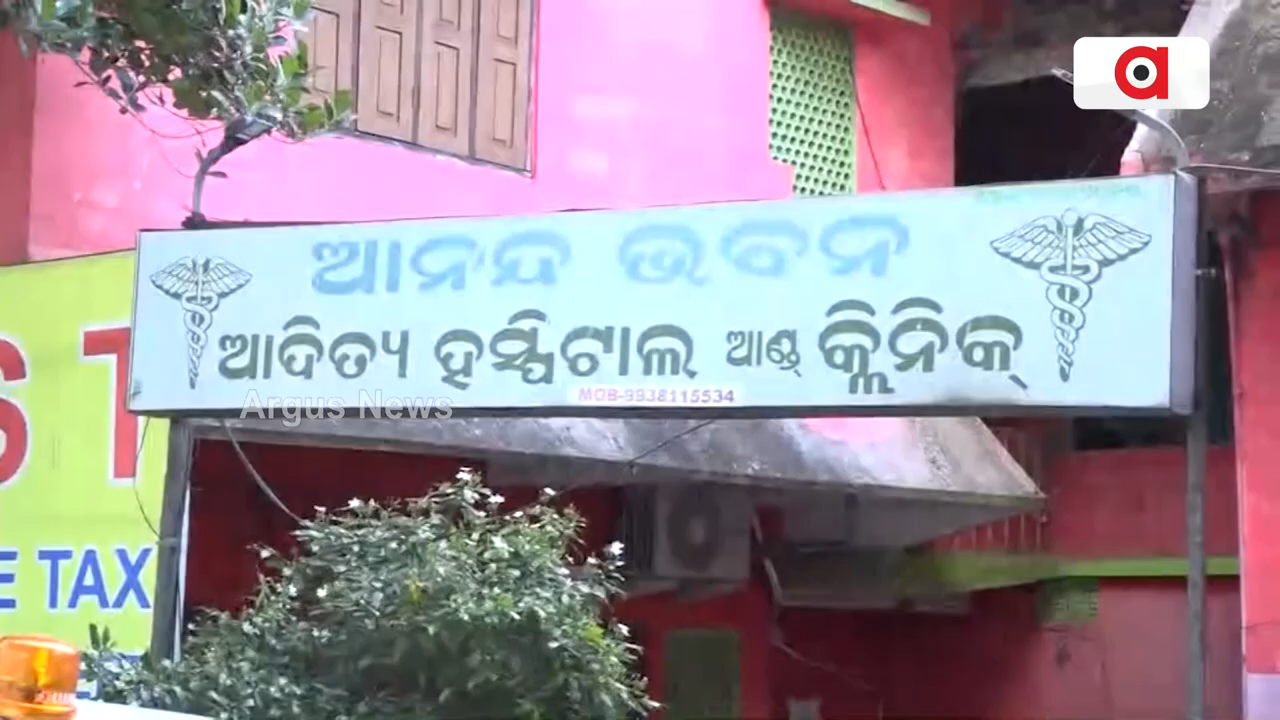 ଆନନ୍ଦ ଭବନ
ଆଦିତ୍ୟ ହସ୍ପିଟାଲ ଆଣ୍ଡ କ୍ଲିନିକ୍
MOB-9938115534
Argus News
S T
E TAX